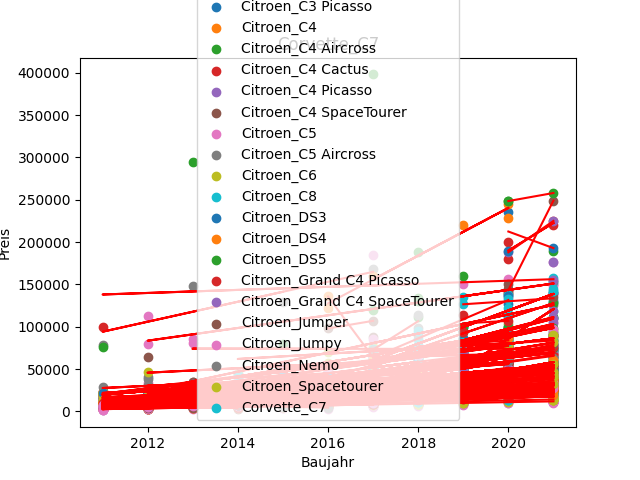 Citroen_C3 Picasso
Citroen_C4
Corvette_C7
Citroen_C4 Aircross
Citroen_C4 Cactus
Citroen_C4 Picasso
Citroen_C4 SpaceTourer
Citroen_C5
Citroen_C5 Aircross
Citroen_C6
Citroen_C8
Citroen_DS3
Citroen_DS4
Citroen_DS5
Citroen_Grand C4 Picasso
Citroen_Grand C4 SpaceTourer
Citroen_Jumper
Citroen_Jumpy
Citroen_Nemo
Citroen_Spacetourer
Corvette_C7
400000
350000
300000
250000
200000
150000
100000
50000
0
Preis
2012 2014 2016 2018 2020
Baujahr